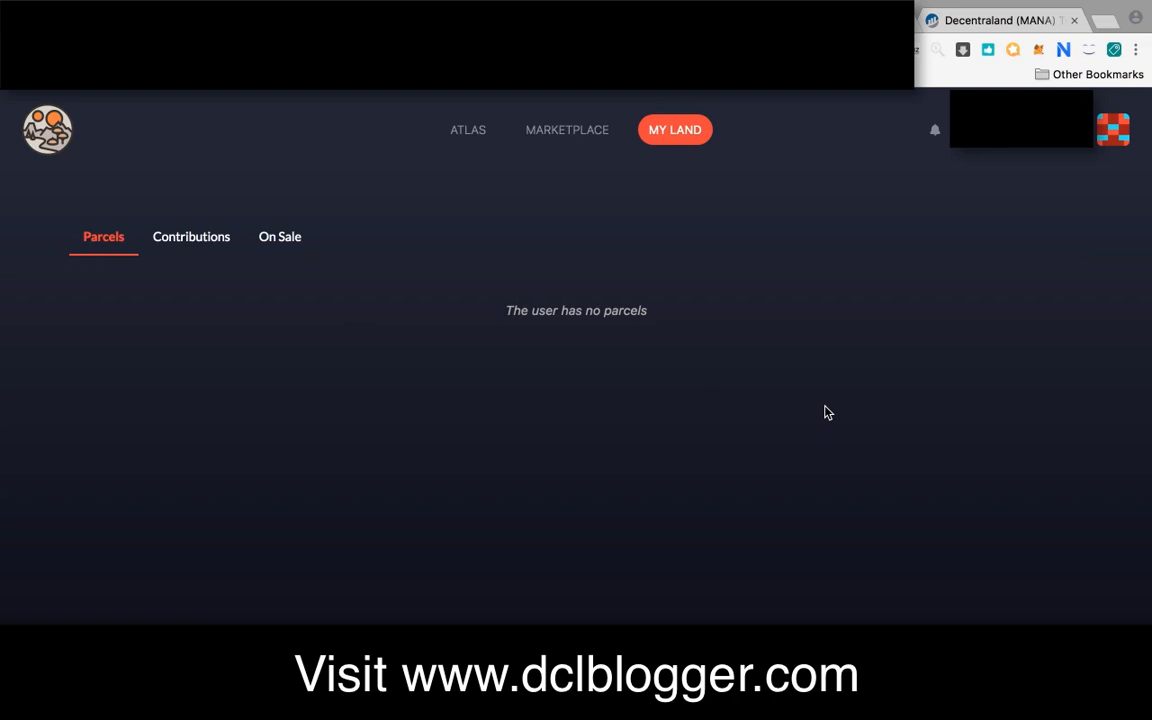 Decentraland (MANA) T
Other Bookmarks
ATLAS
MARKETPLACE
MY LAND
Parcels
Contributions
On Sale
The user has no parcels
Visit www.dclblogger.com